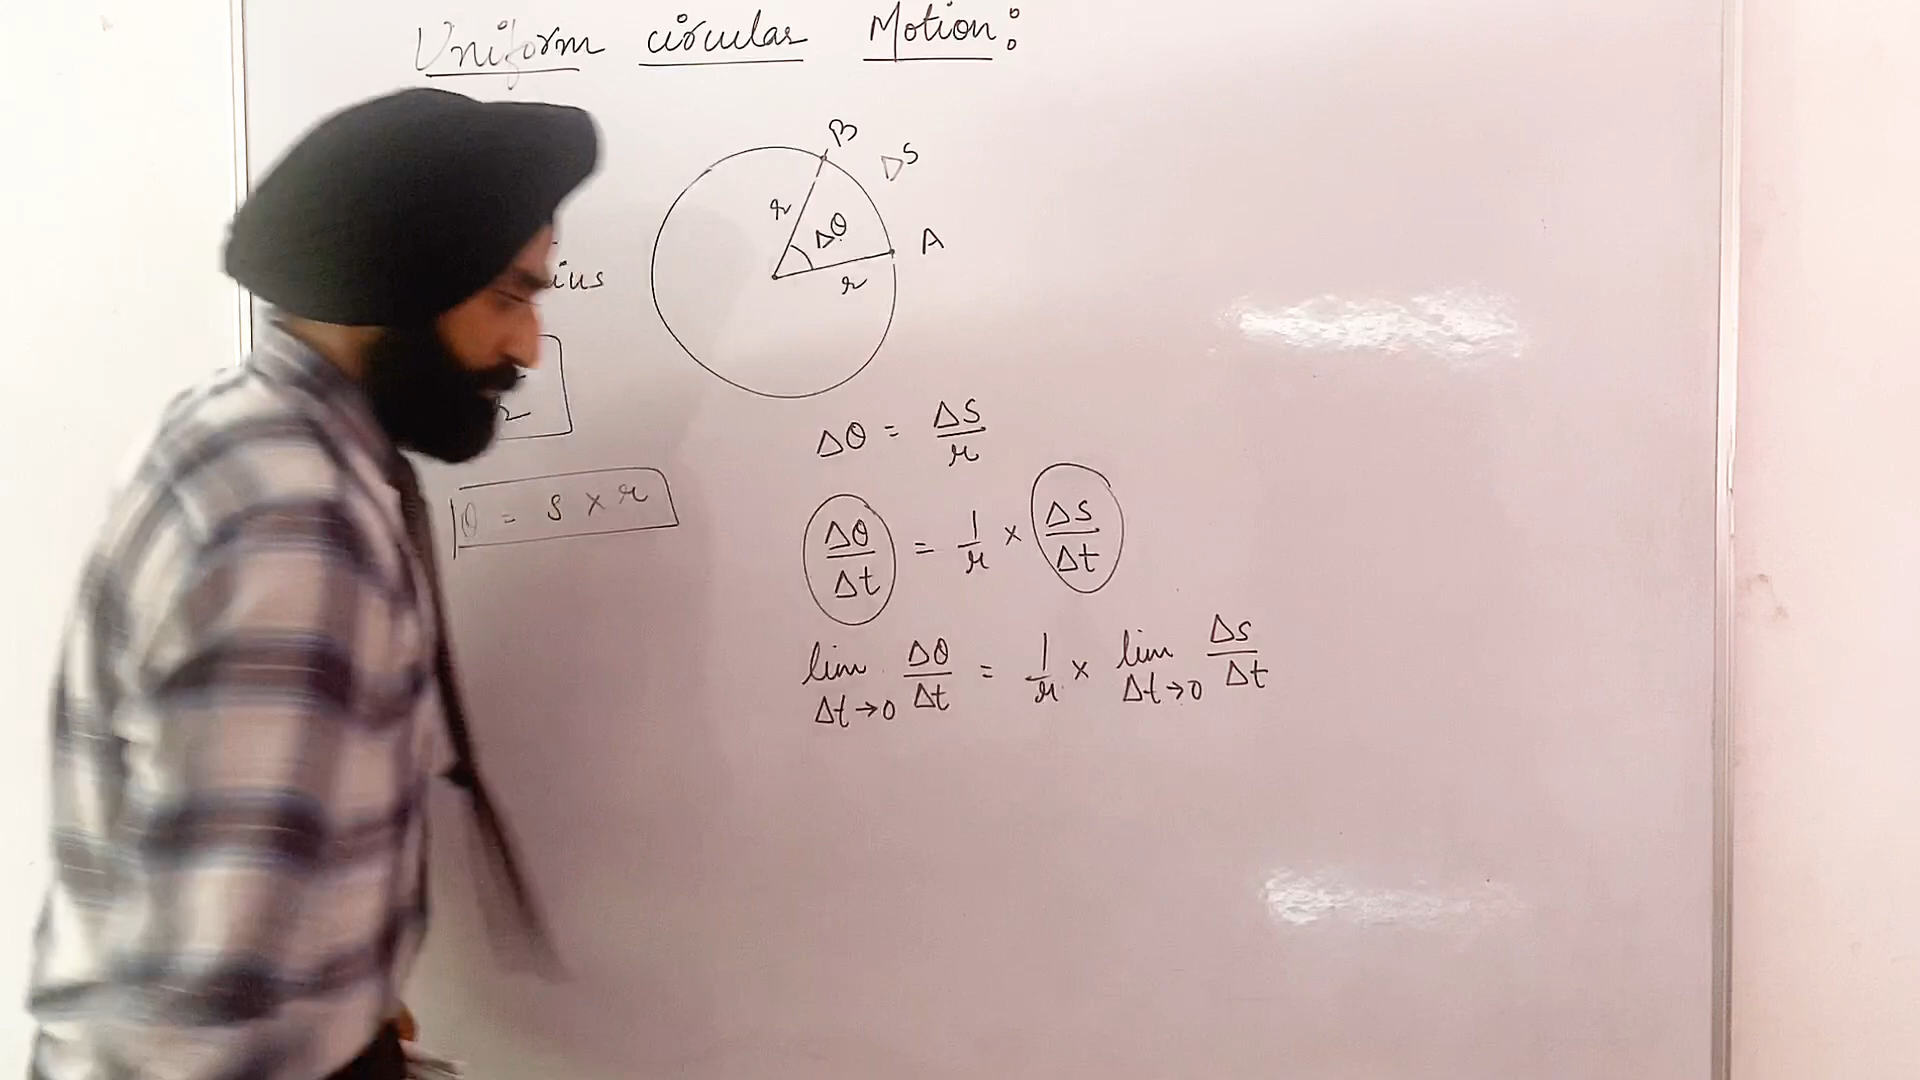 Uniform circular Motion:
B
ΔS
r
Δθ
A
r
ius
r
Δθ = ΔS/r
θ = s × r
Δθ/Δt = 1/r × Δs/Δt
lim Δt→0 Δθ/Δt = 1/r × lim Δt→0 Δs/Δt